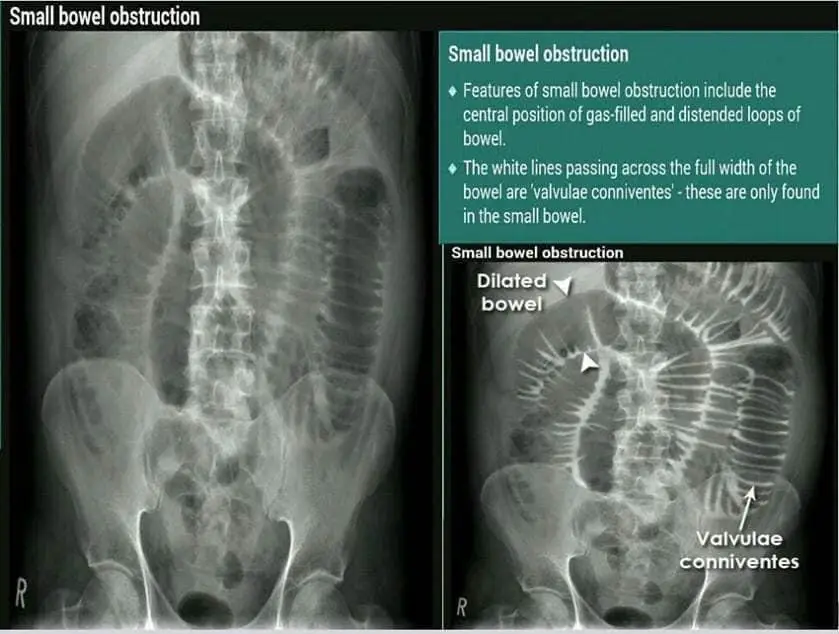 Small bowel obstruction
R
Small bowel obstruction
♦ Features of small bowel obstruction include the
central position of gas-filled and distended loops of
bowel.
♦ The white lines passing across the full width of the
bowel are 'valvulae conniventes' - these are only found
in the small bowel.
Small bowel obstruction
Dilated
bowel
Valvulae
conniventes
R